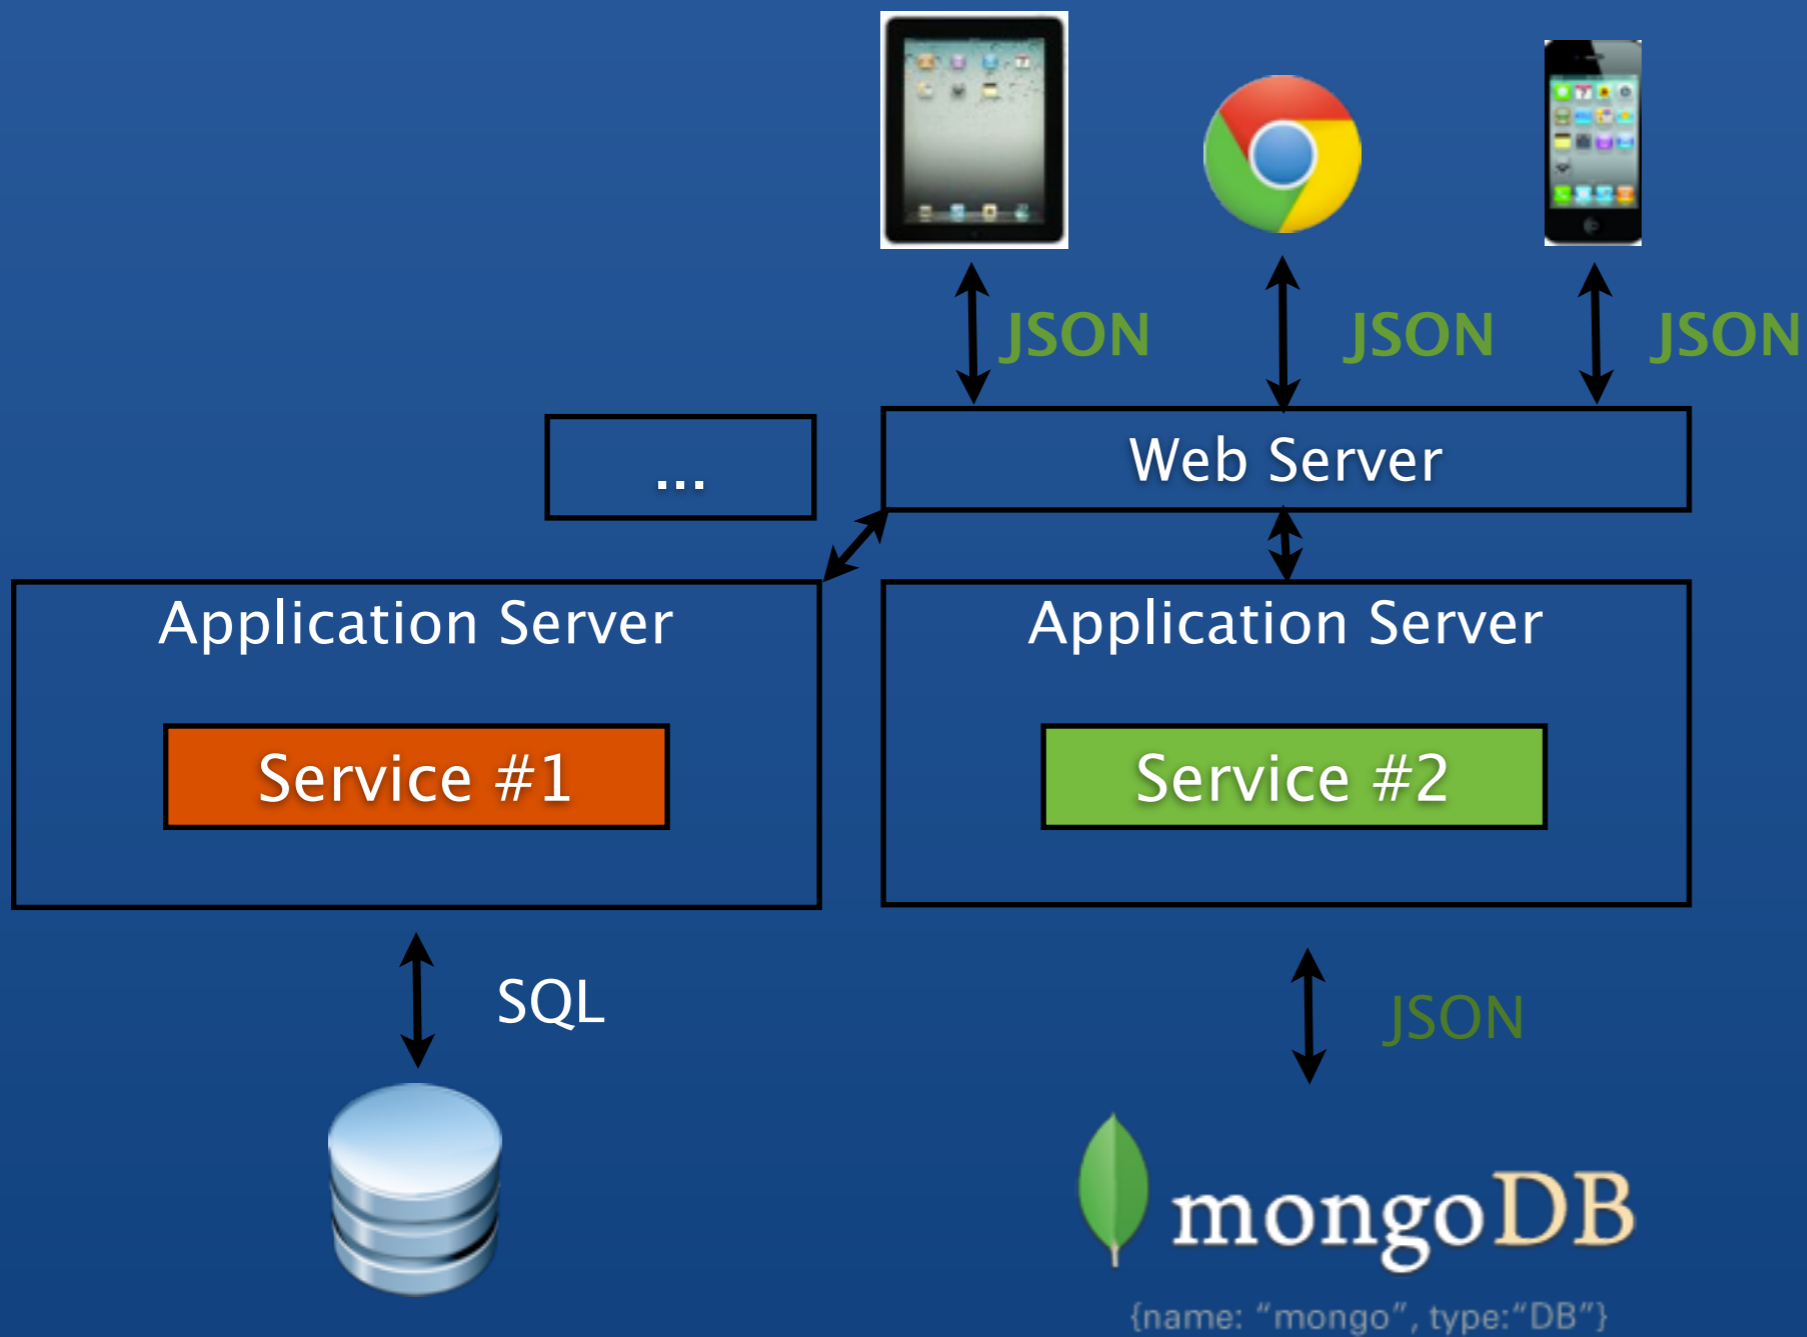 JSON
JSON
JSON
...
Web Server
Application Server
Application Server
Service #1
Service #2
SQL
JSON
mongoDB
{name: “mongo”, type:“DB”}